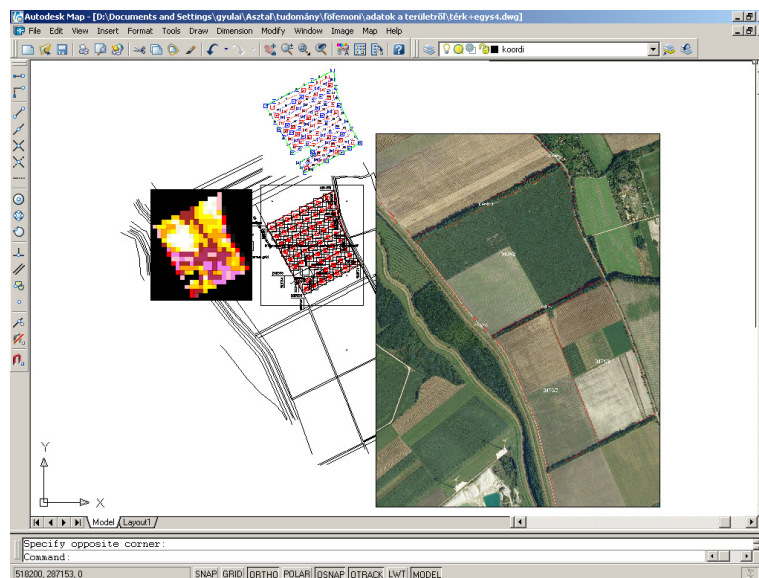 Autodesk Map - [D:\Documents and Settings\gyulai\Asztal\tudomány\föfemoni\adatok a területröl\térk+egys4.dwg]
File Edit View Insert Format Tools Draw Dimension Modify Window Image Map Help
koordi
Y
X
Model Layout1
Specify opposite corner:
Command:
518200, 287153, 0 SNAP GRID ORTHO POLAR OSNAP OTRACK LWT MODEL